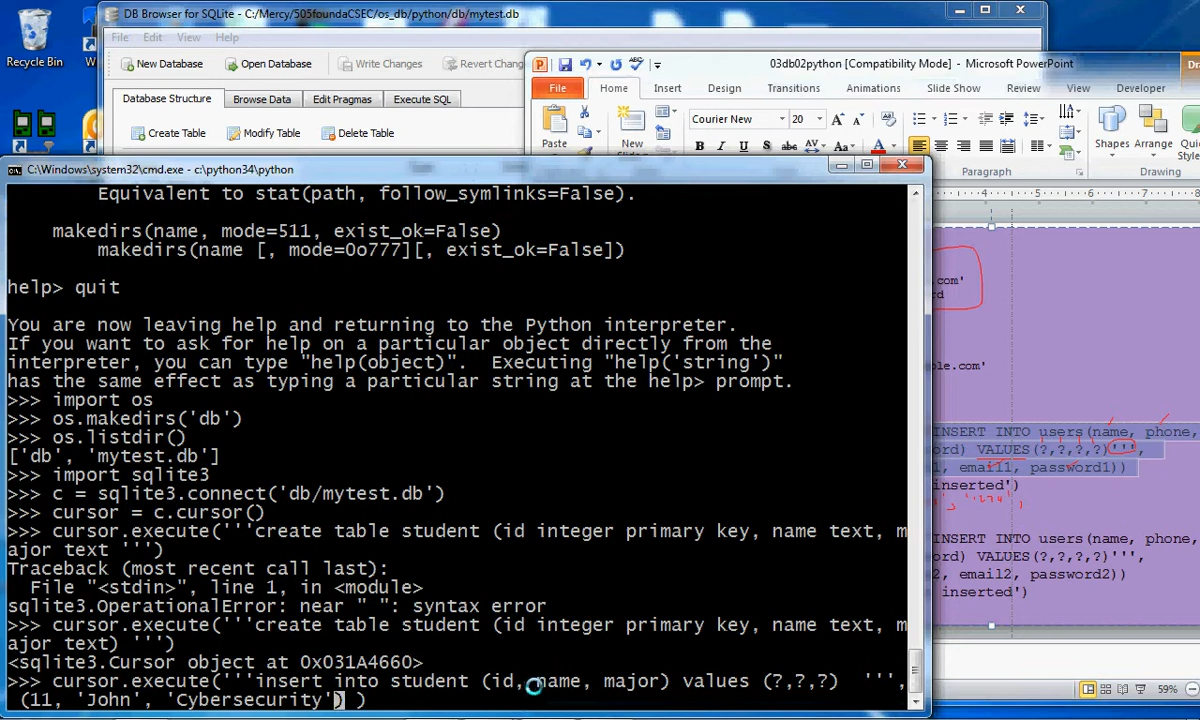 DB Browser for SQLite - C:/Mercy/505foundaCSEC/os_db/python/db/mytest.db
Recycle Bin
File Edit View Help
New Database Open Database Write Changes Revert Chang
Database Structure Browse Data Edit Pragmas Execute SQL
Create Table Modify Table Delete Table
03db02python [Compatibility Mode] - Microsoft PowerPoint
File Home Insert Design Transitions Animations Slide Show Review View Developer
Courier New 20
Paste New Shapes Arrange
Paragraph Drawing
C:\Windows\system32\cmd.exe - c:\python34\python
Equivalent to stat(path, follow_symlinks=False).
makedirs(name, mode=511, exist_ok=False)
makedirs(name [, mode=0o777][, exist_ok=False])
help> quit
You are now leaving help and returning to the Python interpreter.
If you want to ask for help on a particular object directly from the
interpreter, you can type "help(object)".  Executing "help('string')"
has the same effect as typing a particular string at the help> prompt.
>>> import os
>>> os.makedirs('db')
>>> os.listdir()
['db', 'mytest.db']
>>> import sqlite3
>>> c = sqlite3.connect('db/mytest.db')
>>> cursor = c.cursor()
>>> cursor.execute('''create table student (id integer primary key, name text, m
ajor text ''')
Traceback (most recent call last):
File "<stdin>", line 1, in <module>
sqlite3.OperationalError: near " ": syntax error
>>> cursor.execute('''create table student (id integer primary key, name text, m
ajor text) ''')
<sqlite3.Cursor object at 0x031A4660>
>>> cursor.execute('''insert into student (id, name, major) values (?,?,?)  ''',
(11, 'John', 'Cybersecurity') )
.com'
rd
ple.com'
INSERT INTO users(name, phone,
ord) VALUES(?,?,?,?)''',
1, email1, password1))
inserted')
INSERT INTO users(name, phone,
ord) VALUES(?,?,?,?)''',
2, email2, password2))
inserted')
59%